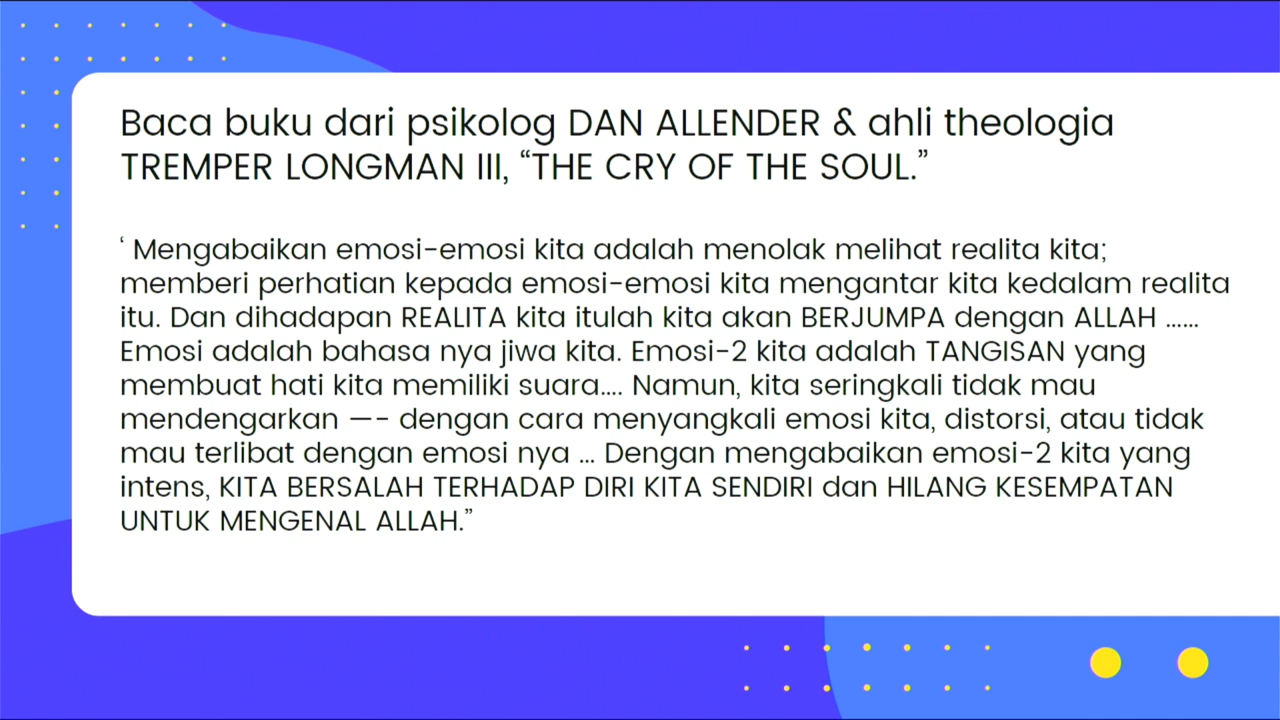 Baca buku dari psikolog DAN ALLENDER & ahli theologia
TREMPER LONGMAN III, “THE CRY OF THE SOUL.”
‘ Mengabaikan emosi-emosi kita adalah menolak melihat realita kita;
memberi perhatian kepada emosi-emosi kita mengantar kita kedalam realita
itu. Dan dihadapan REALITA kita itulah kita akan BERJUMPA dengan ALLAH ......
Emosi adalah bahasa nya jiwa kita. Emosi-2 kita adalah TANGISAN yang
membuat hati kita memiliki suara.... Namun, kita seringkali tidak mau
mendengarkan —- dengan cara menyangkali emosi kita, distorsi, atau tidak
mau terlibat dengan emosi nya ... Dengan mengabaikan emosi-2 kita yang
intens, KITA BERSALAH TERHADAP DIRI KITA SENDIRI dan HILANG KESEMPATAN
UNTUK MENGENAL ALLAH.”